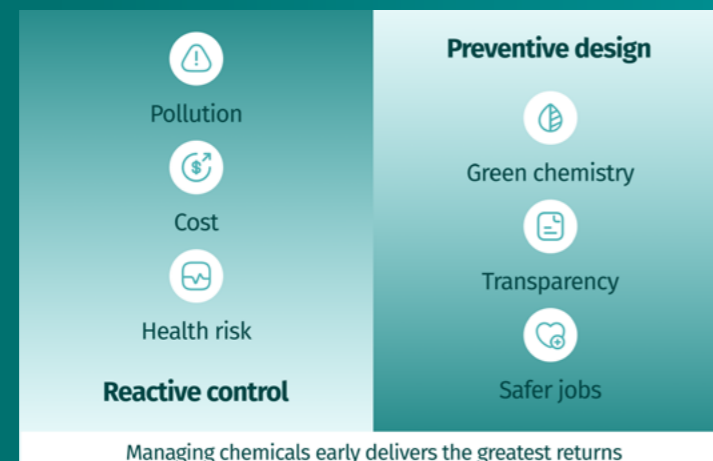 Pollution
Cost
Health risk
Reactive control
Preventive design
Green chemistry
Transparency
Safer jobs
Managing chemicals early delivers the greatest returns